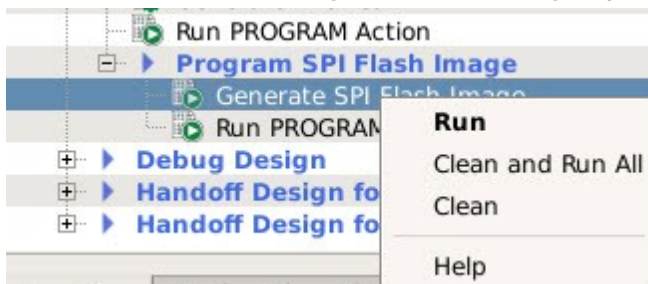 Run PROGRAM Action
Program SPI Flash Image
Generate SPI Flash Image
Run PROGRAM
Debug Design
Handoff Design fo
Handoff Design fo
Run
Clean and Run All
Clean
Help